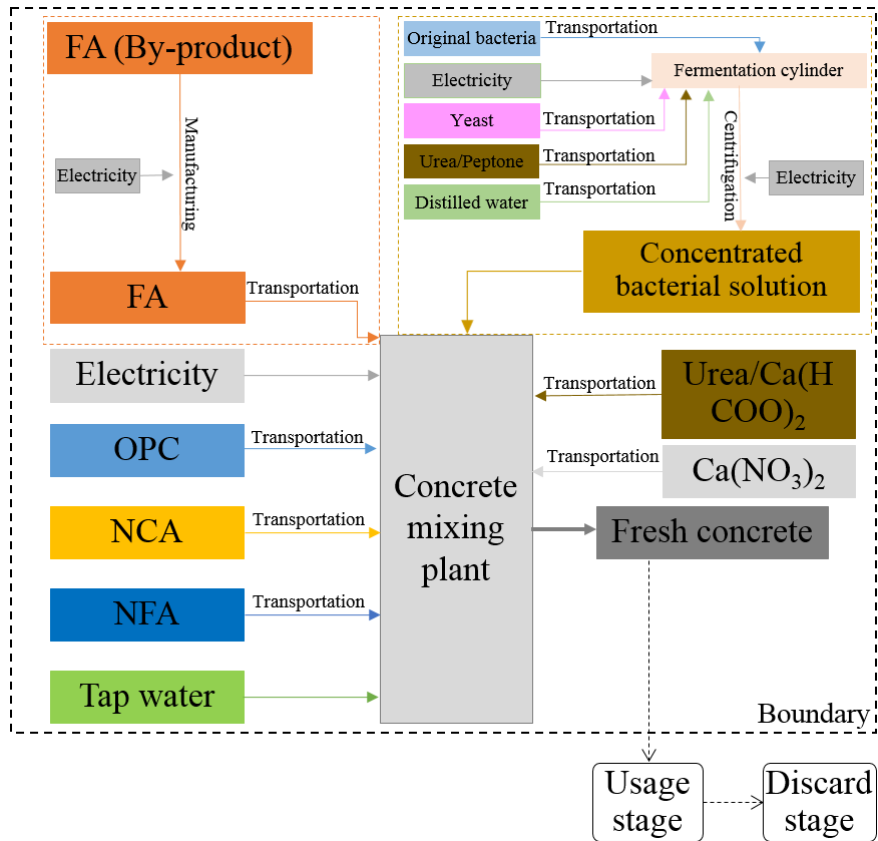 FA (By-product)
Manufacturing
Electricity
FA
Transportation
Original bacteria
Transportation
Electricity
Fermentation cylinder
Yeast
Transportation
Urea/Peptone
Transportation
Distilled water
Transportation
Centrifugation
Electricity
Concentrated
bacterial solution
Electricity
OPC
Transportation
NCA
Transportation
NFA
Transportation
Tap water
Concrete
mixing
plant
Transportation
Urea/Ca(H
COO)₂
Transportation
Ca(NO₃)₂
Fresh concrete
Boundary
Usage
stage
Discard
stage